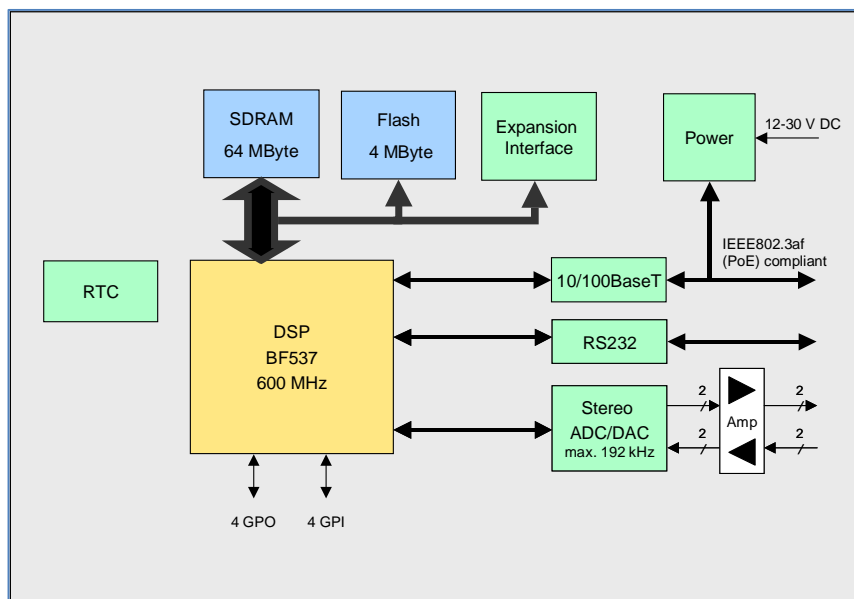 SDRAM
64 MByte
Flash
4 MByte
Expansion
Interface
Power
12-30 V DC
IEEE802.3af
(PoE) compliant
RTC
DSP
BF537
600 MHz
10/100BaseT
RS232
Stereo
ADC/DAC
max. 192 kHz
2
2
Amp
2
2
4 GPO
4 GPI